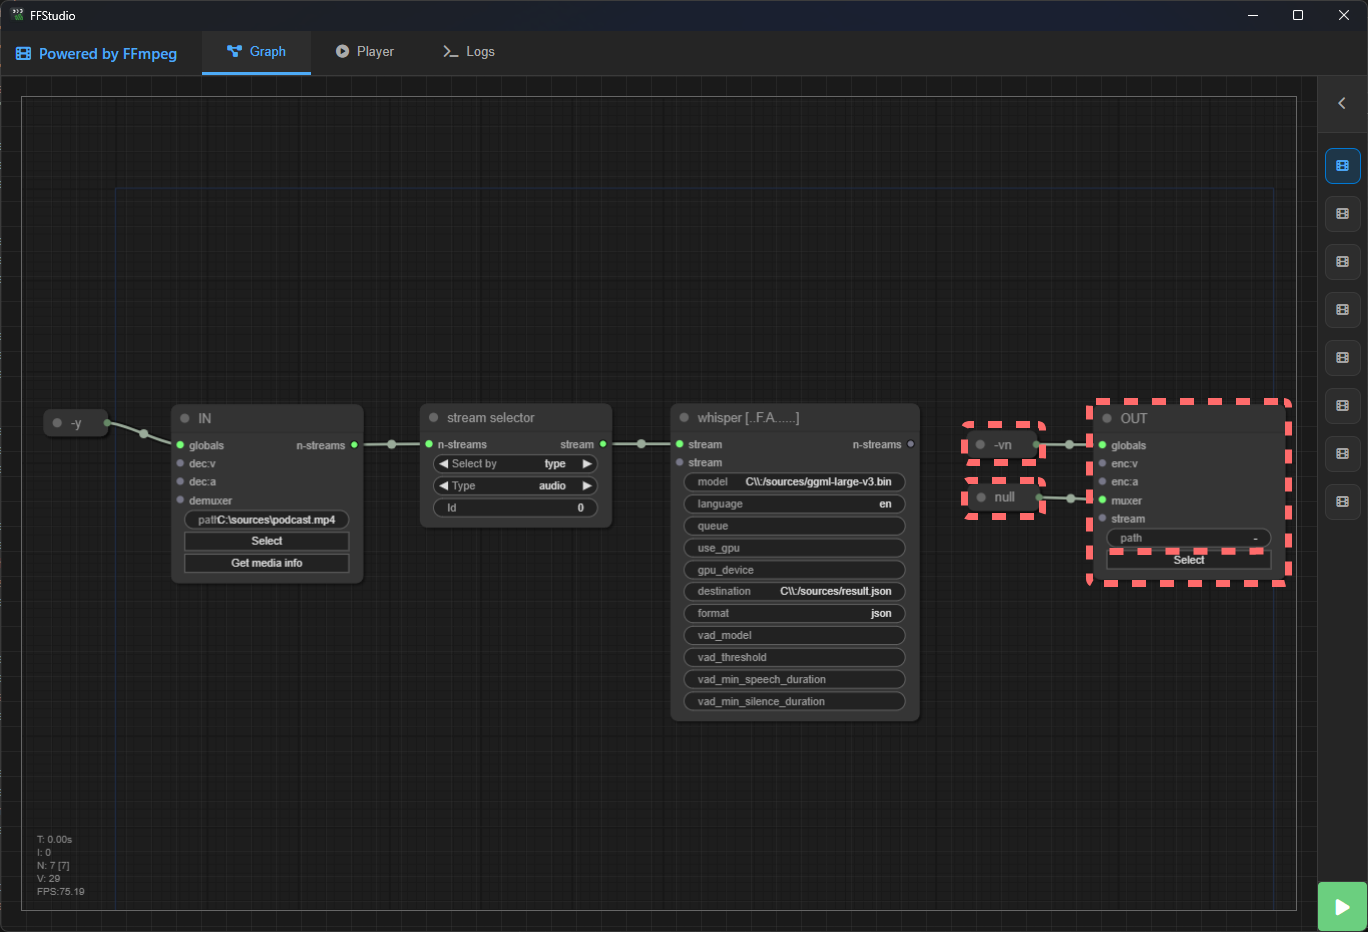 FFStudio
Powered by FFmpeg
Graph
Player
Logs
-y
IN
globals
n-streams
dec:v
dec:a
demuxer
path C:\sources\podcast.mp4
Select
Get media info
stream selector
n-streams
stream
Select by
type
Type
audio
Id
0
whisper [..F.A......]
stream
n-streams
stream
model
C\\:/sources/ggml-large-v3.bin
language
en
queue
use_gpu
gpu_device
destination
C\\:/sources/result.json
format
json
vad_model
vad_threshold
vad_min_speech_duration
vad_min_silence_duration
-vn
null
OUT
globals
enc:v
enc:a
muxer
stream
path
-
Select
T: 0.00s
I: 0
N: 7 [7]
V: 29
FPS:75.19